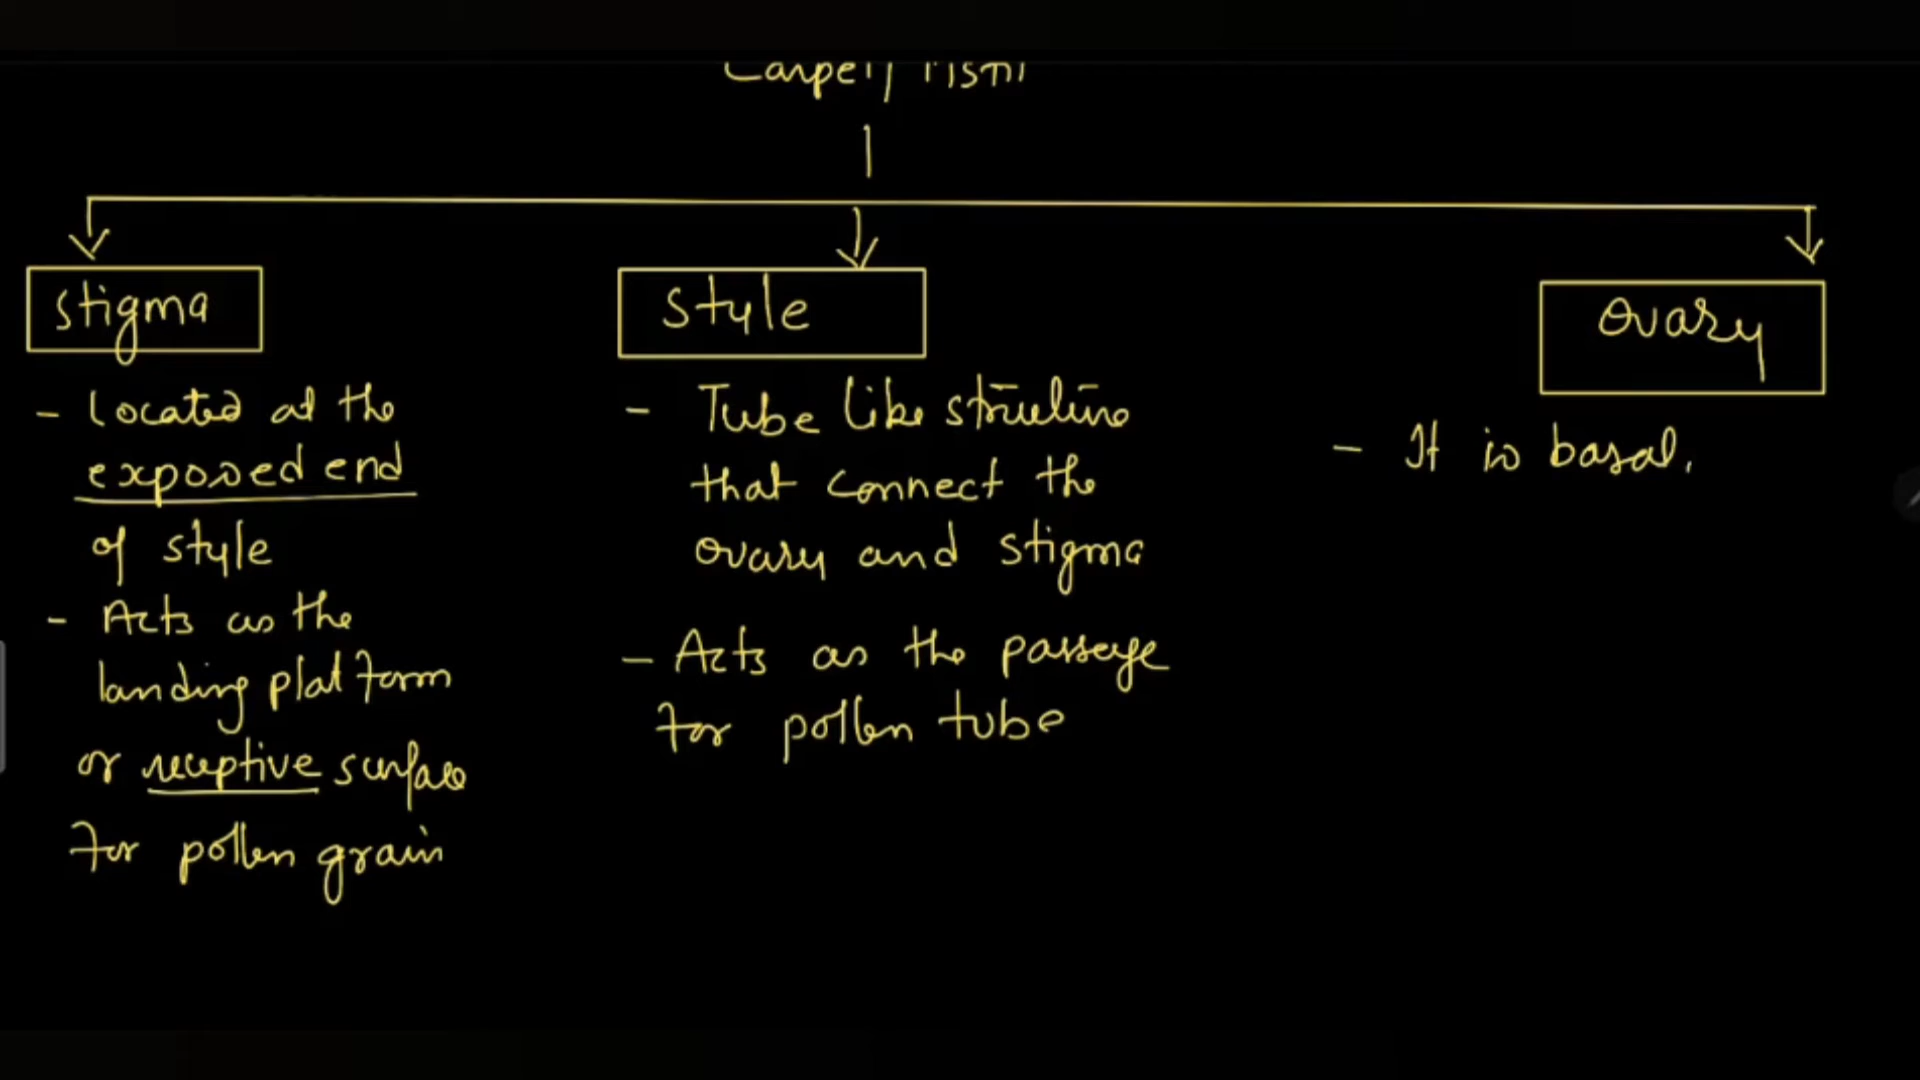 Carpel/ Pistil
Stigma
- Located at the
exposed end
of style
- Acts as the
landing platform
or receptive surface
for pollen grain
Style
- Tube like structure
that connect the
ovary and stigma
- Acts as the passage
for pollen tube
Ovary
- It is basal.